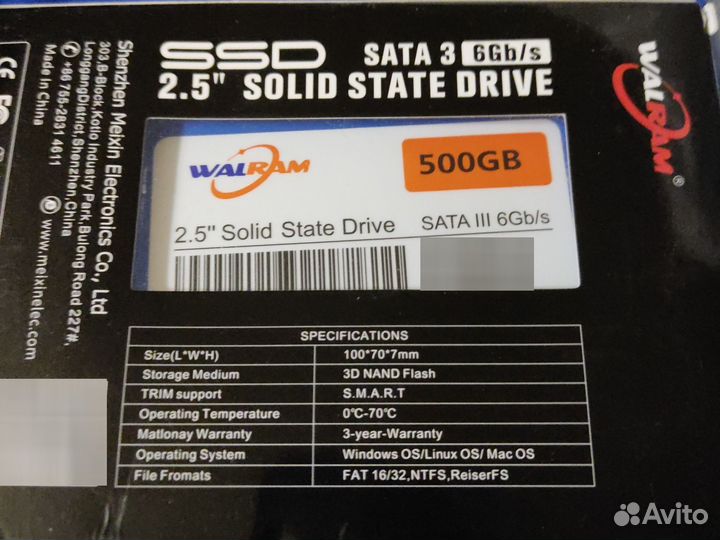 SSD SATA 3 6Gb/s
2.5" SOLID STATE DRIVE
WALRAM®
WALRAM 500GB
2.5" Solid State Drive SATA III 6Gb/s
SPECIFICATIONS
Size(L*W*H) 100*70*7mm
Storage Medium 3D NAND Flash
TRIM support S.M.A.R.T
Operating Temperature 0℃-70℃
Matlonay Warranty 3-year-Warranty
Operating System Windows OS/Linux OS/ Mac OS
File Fromats FAT 16/32,NTFS,ReiserFS
Shenzhen Meixin Electronics Co., Ltd
303,B-Block,Kotlo Industry Park,Bulong Road 227#,
LonggangDistrict,Shenzhen,China
+86 755-2831 4611
www.meixinelec.com
CE
Avito